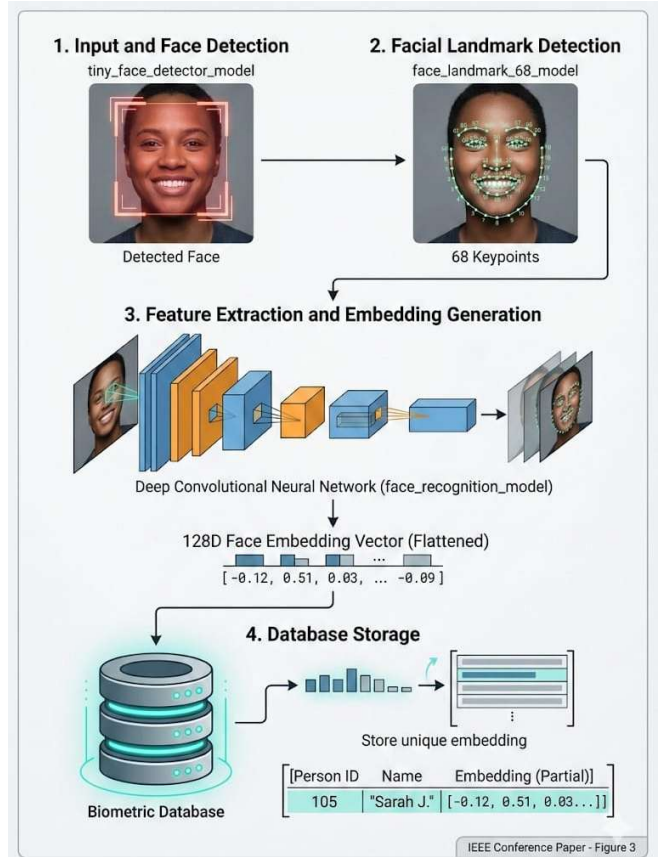 1. Input and Face Detection
tiny_face_detector_model
Detected Face
2. Facial Landmark Detection
face_landmark_68_model
68 Keypoints
3. Feature Extraction and Embedding Generation
Deep Convolutional Neural Network (face_recognition_model)
128D Face Embedding Vector (Flattened)
...
[-0.12, 0.51, 0.03, ... -0.09]
4. Database Storage
Biometric Database
Store unique embedding
[Person ID Name Embedding (Partial)]
105 "Sarah J." [-0.12, 0.51, 0.03...]]
IEEE Conference Paper - Figure 3